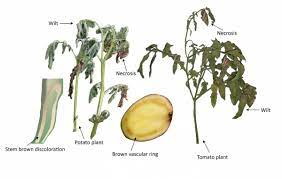 Wilt
Necrosis
Necrosis
Wilt
Stem brown discoloration
Potato plant
Brown vascular ring
Tomato plant